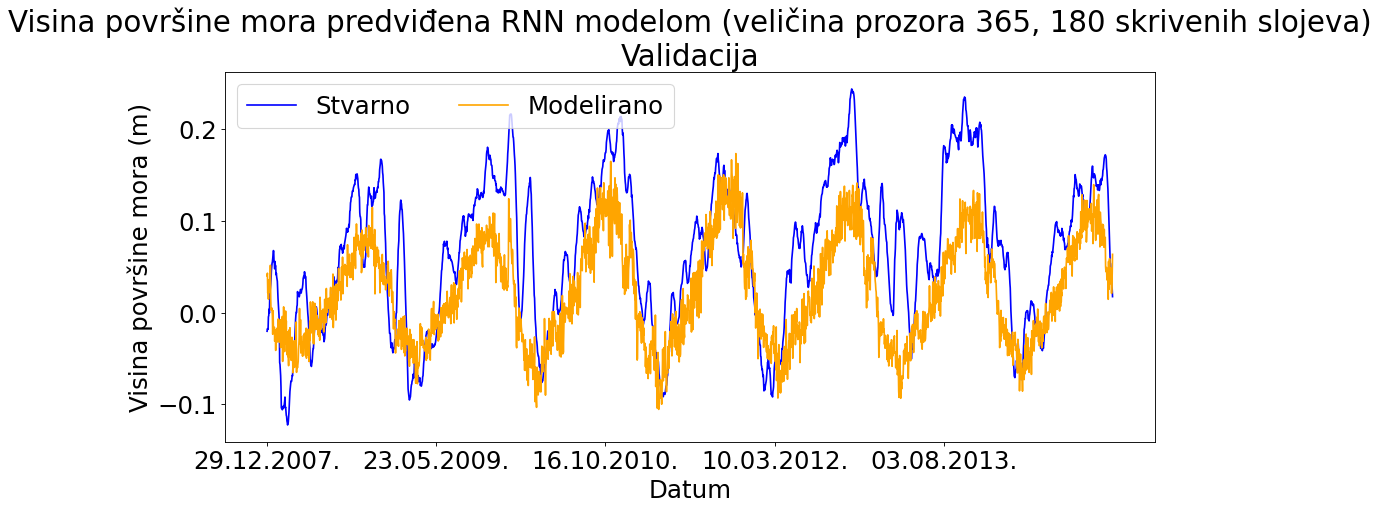 Visina površine mora predviđena RNN modelom (veličina prozora 365, 180 skrivenih slojeva)
Validacija
Stvarno
Modelirano
Visina površine mora (m)
0.2
0.1
0.0
−0.1
29.12.2007.
23.05.2009.
16.10.2010.
10.03.2012.
03.08.2013.
Datum